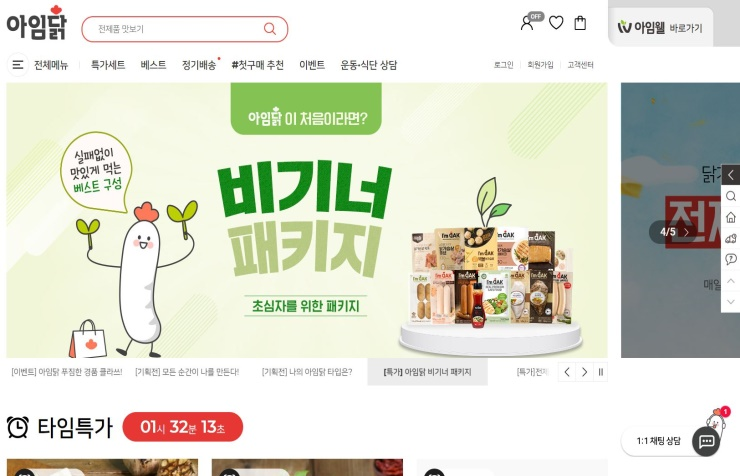 아임닭
전제품 맛보기
OFF
아임웰 바로가기
전체메뉴 특가세트 베스트 정기배송 #첫구매 추천 이벤트 운동·식단 상담
로그인 회원가입 고객센터
아임닭 이 처음이라면?
실패없이
맛있게 먹는
베스트 구성
비기너
패키지
초심자를 위한 패키지
I'm DAK
I'm DAK
I'm DAK
I'm DAK
I'm DAK
I'm DAK
4/5
매일
[이벤트] 아임닭 푸짐한 경품 쏠라쓰!
[기획전] 모든 순간이 나를 만든다!
[기획전] 나의 아임닭 타입은?
[특가] 아임닭 비기너 패키지
타임특가
01시 32분 13초
1
1:1 채팅 상담